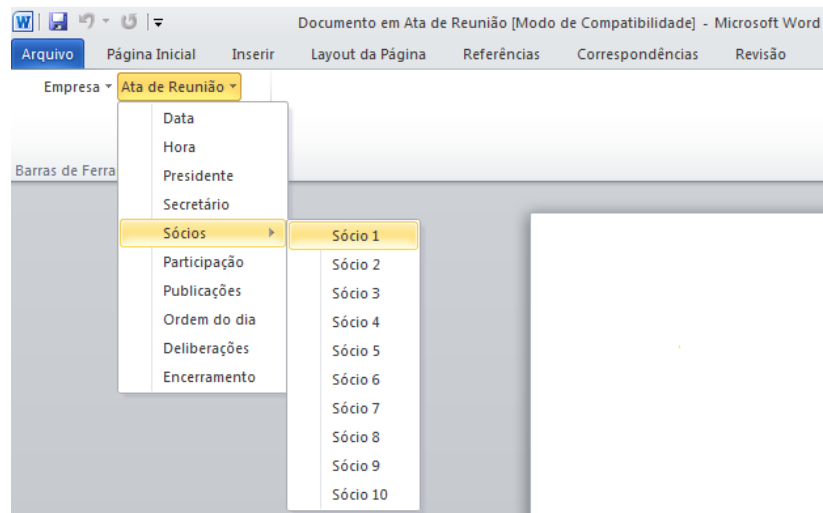 Documento em Ata de Reunião [Modo de Compatibilidade] - Microsoft Word
Arquivo Página Inicial Inserir Layout da Página Referências Correspondências Revisão
Empresa Ata de Reunião
Data
Hora
Presidente
Secretário
Sócios
Participação
Publicações
Ordem do dia
Deliberações
Encerramento
Barras de Ferra
Sócio 1
Sócio 2
Sócio 3
Sócio 4
Sócio 5
Sócio 6
Sócio 7
Sócio 8
Sócio 9
Sócio 10